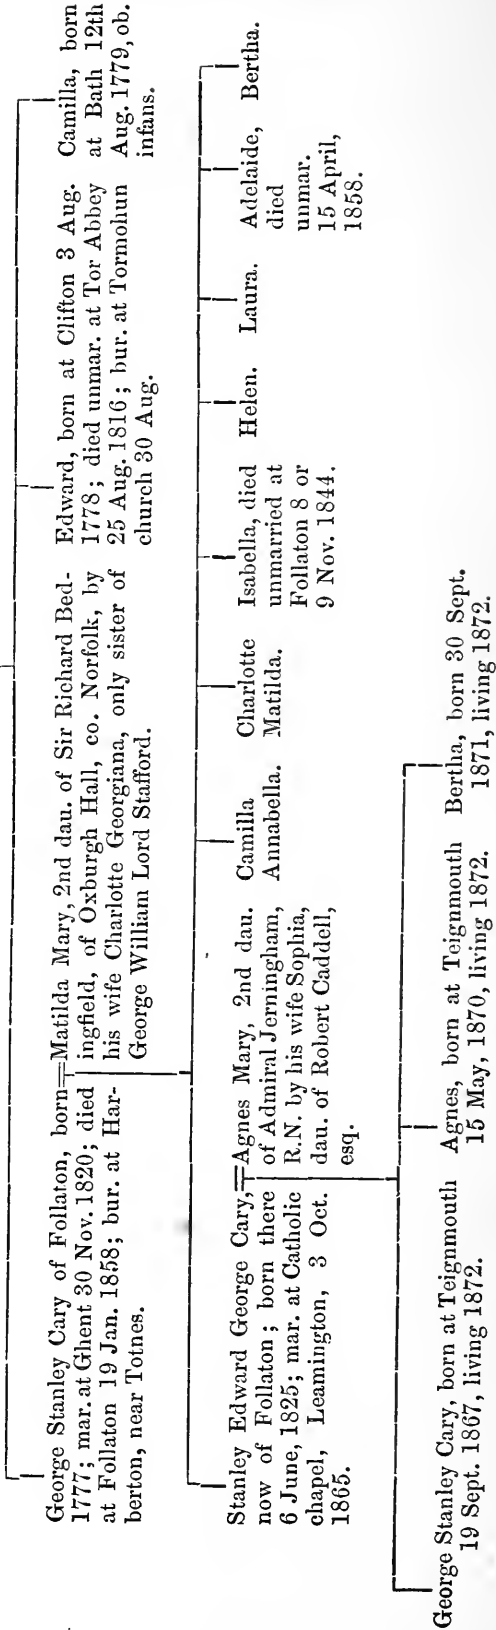 George Stanley Cary of Follaton, born
1777; mar. at Ghent 30 Nov. 1820; died
at Follaton 19 Jan. 1858; bur. at Har-
berton, near Totnes.
=Matilda Mary, 2nd dau. of Sir Richard Bed-
ingfield, of Oxburgh Hall, co. Norfolk, by
his wife Charlotte Georgiana, only sister of
George William Lord Stafford.
Edward, born at Clifton 3 Aug.
1778; died unmar. at Tor Abbey
25 Aug. 1816; bur. at Tormohun
church 30 Aug.
Camilla, born
at Bath 12th
Aug. 1779, ob.
infans.
Stanley Edward George Cary,
now of Follaton; born there
6 June, 1825; mar. at Catholic
chapel, Leamington, 3 Oct.
1865.
=Agnes Mary, 2nd dau.
of Admiral Jerningham,
R.N. by his wife Sophia,
dau. of Robert Caddell,
esq.
Camilla
Annabella.
Charlotte
Matilda.
Isabella, died
unmarried at
Follaton 8 or
9 Nov. 1844.
Helen.
Laura.
Adelaide,
died
unmar.
15 April,
1858.
Bertha.
George Stanley Cary, born at Teignmouth
19 Sept. 1867, living 1872.
Agnes, born at Teignmouth
15 May, 1870, living 1872.
Bertha, born 30 Sept.
1871, living 1872.